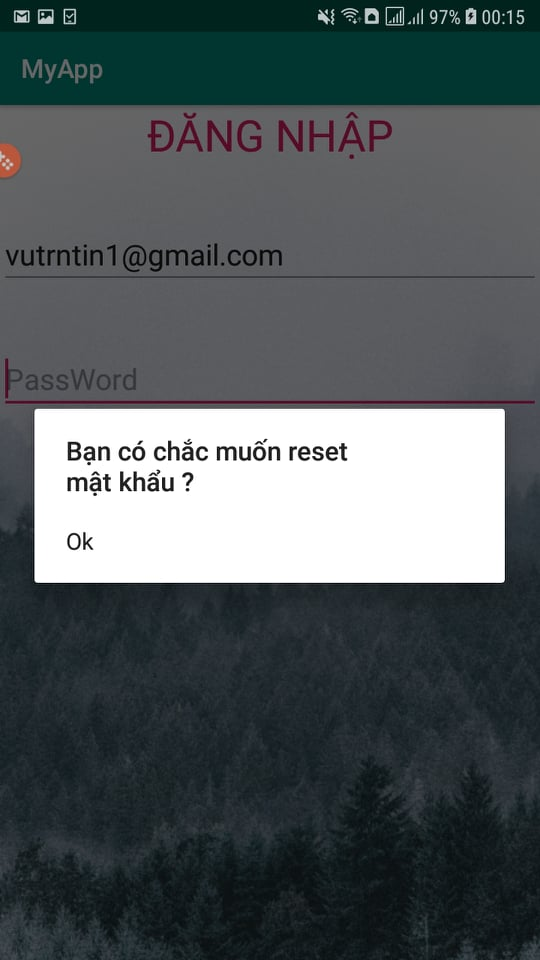 97% 00:15
MyApp
ĐĂNG NHẬP
vutrntin1@gmail.com
PassWord
Bạn có chắc muốn reset
mật khẩu ?
Ok